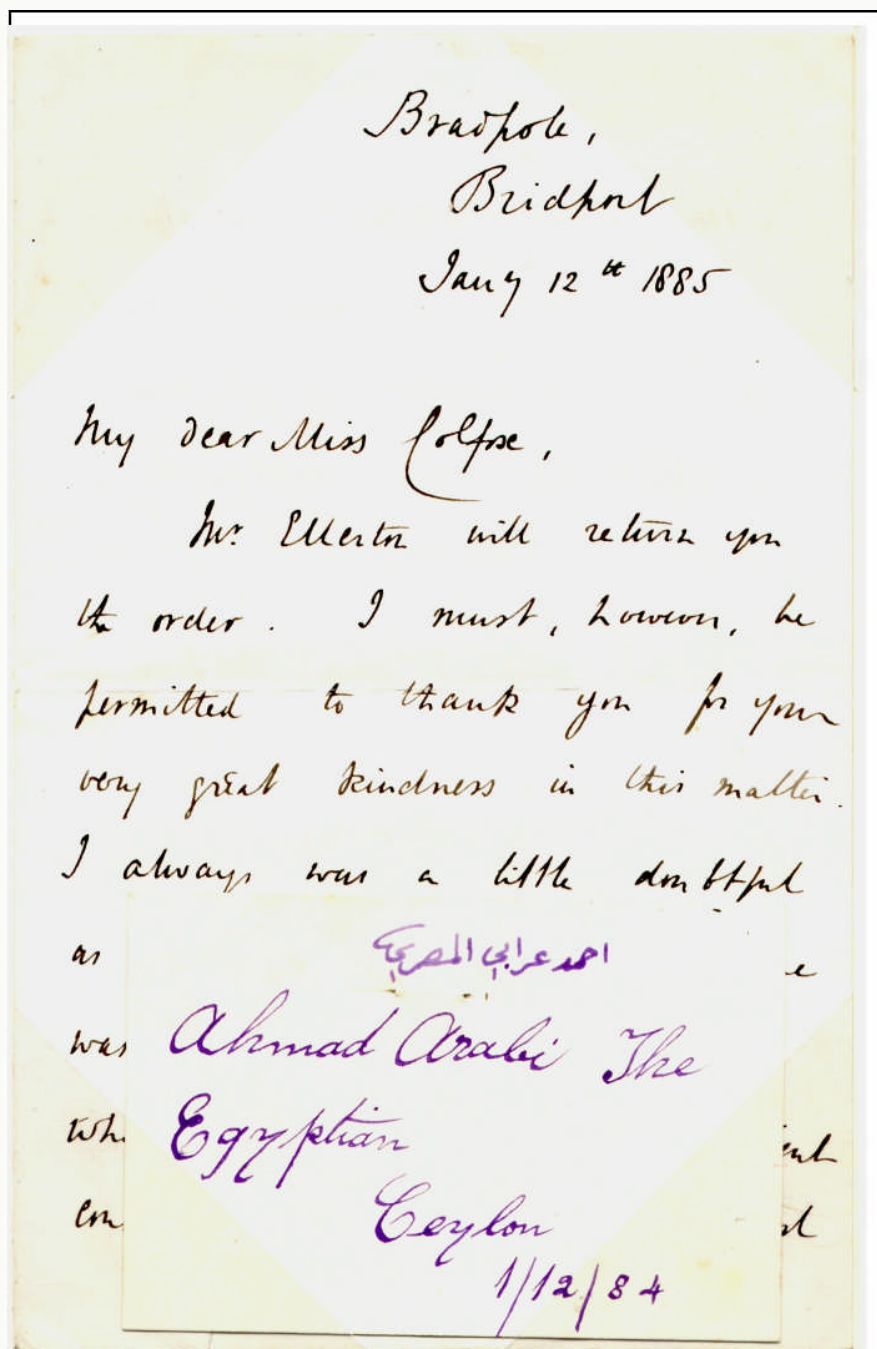 Bradpole,
Bridport
Jany 12th 1885
My dear Miss Colfox,
Mr. Ellerton will return you
the order. I must, however, be
permitted to thank you for your
very great kindness in this matter.
I always was a little doubtful
as
was
احمد عرابي المصري
Ahmad Arabi The
Egyptian
Ceylon
1/12/84